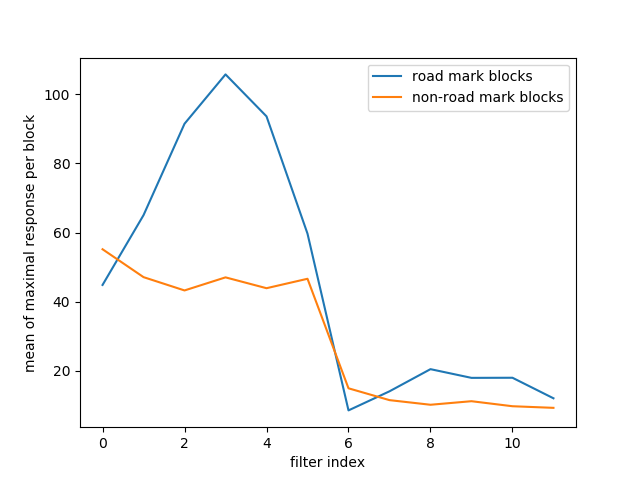 road mark blocks
non-road mark blocks
mean of maximal response per block
100
80
60
40
20
0 2 4 6 8 10
filter index